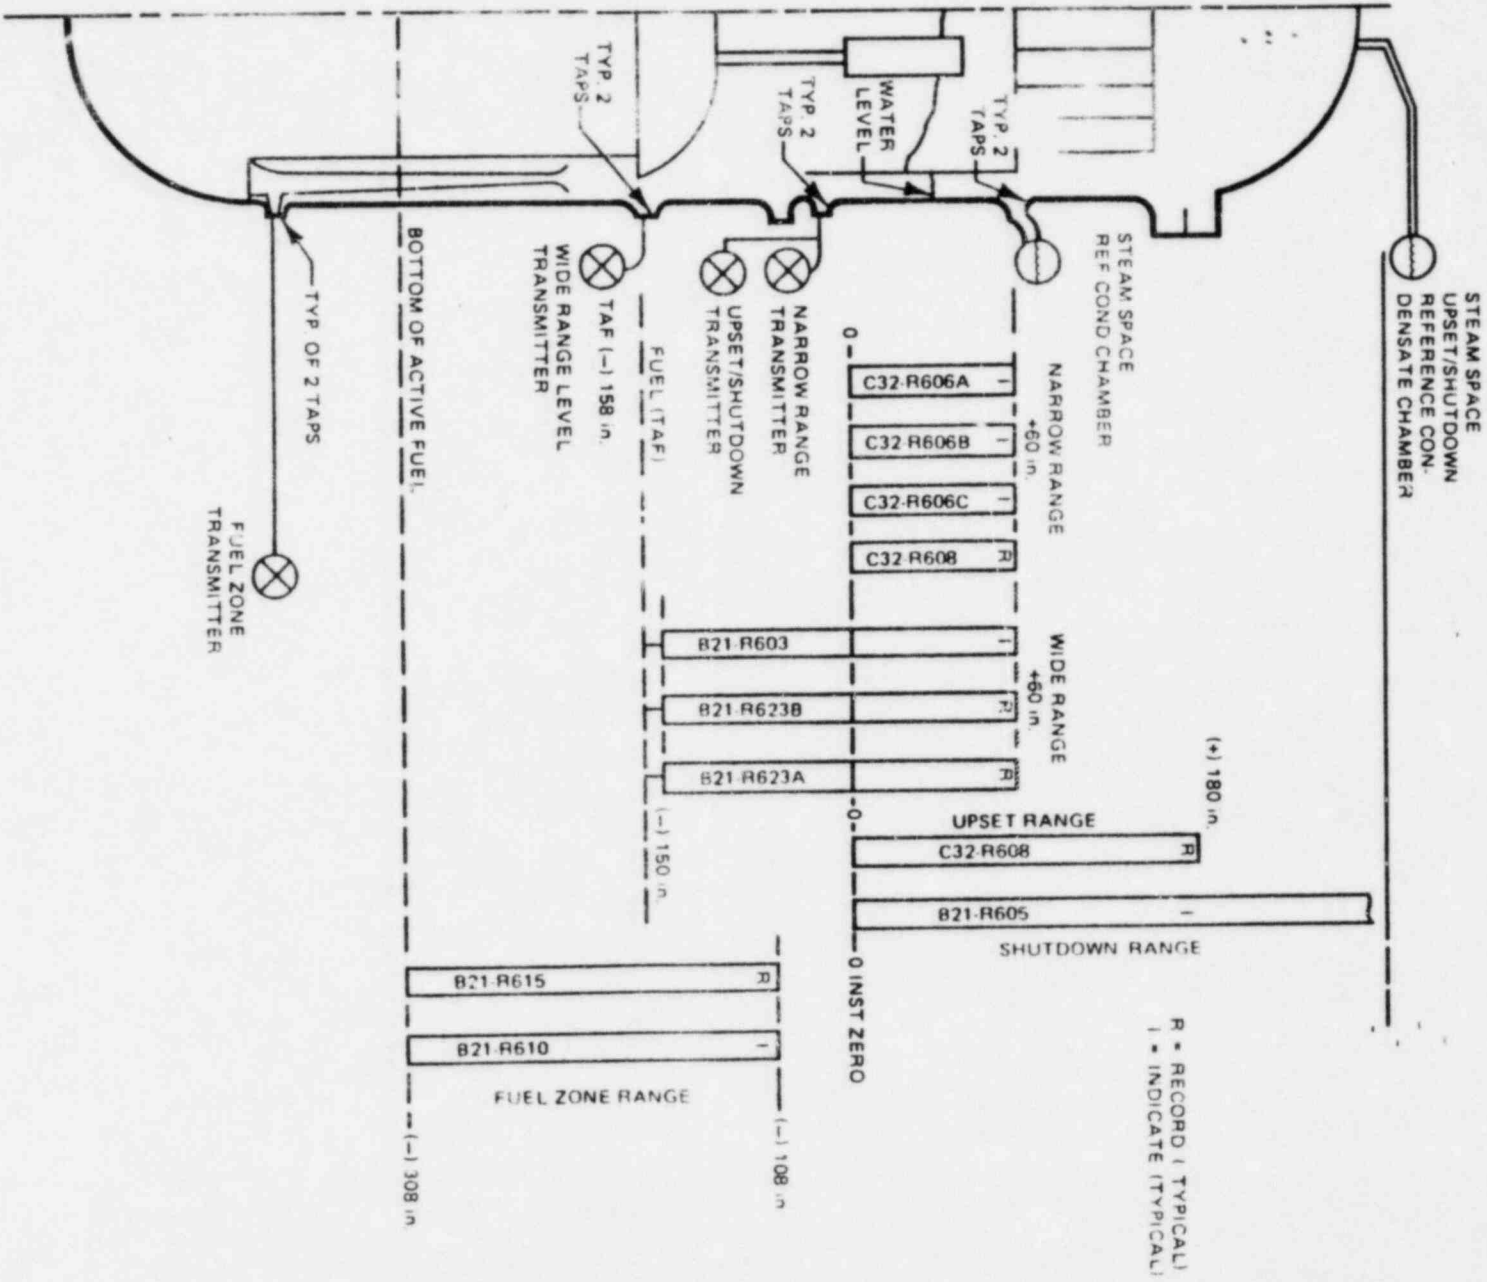 STEAM SPACE
UPSET/SHUTDOWN
REFERENCE CON-
DENSATE CHAMBER
TYP. 2
TAPS
WATER
LEVEL
TYP. 2
TAPS
TYP. 2
TAPS
STEAM SPACE
REF COND CHAMBER
NARROW RANGE
TRANSMITTER
UPSET/SHUTDOWN
TRANSMITTER
TAF (−) 158 in.
WIDE RANGE LEVEL
TRANSMITTER
FUEL (TAF)
BOTTOM OF ACTIVE FUEL
TYP. OF 2 TAPS
FUEL ZONE
TRANSMITTER
NARROW RANGE
+60 in.
0
C32-R606A
I
C32-R606B
I
C32-R606C
I
C32-R608
R
WIDE RANGE
+60 in.
B21-R603
I
B21-R623B
R
B21-R623A
R
0
(−) 150 in.
(+) 180 in.
UPSET RANGE
C32-R608
R
B21-R605
I
SHUTDOWN RANGE
0 INST ZERO
B21-R615
R
B21-R610
I
FUEL ZONE RANGE
(−) 108 in
(−) 308 in.
R = RECORD ( TYPICAL)
I = INDICATE (TYPICAL)